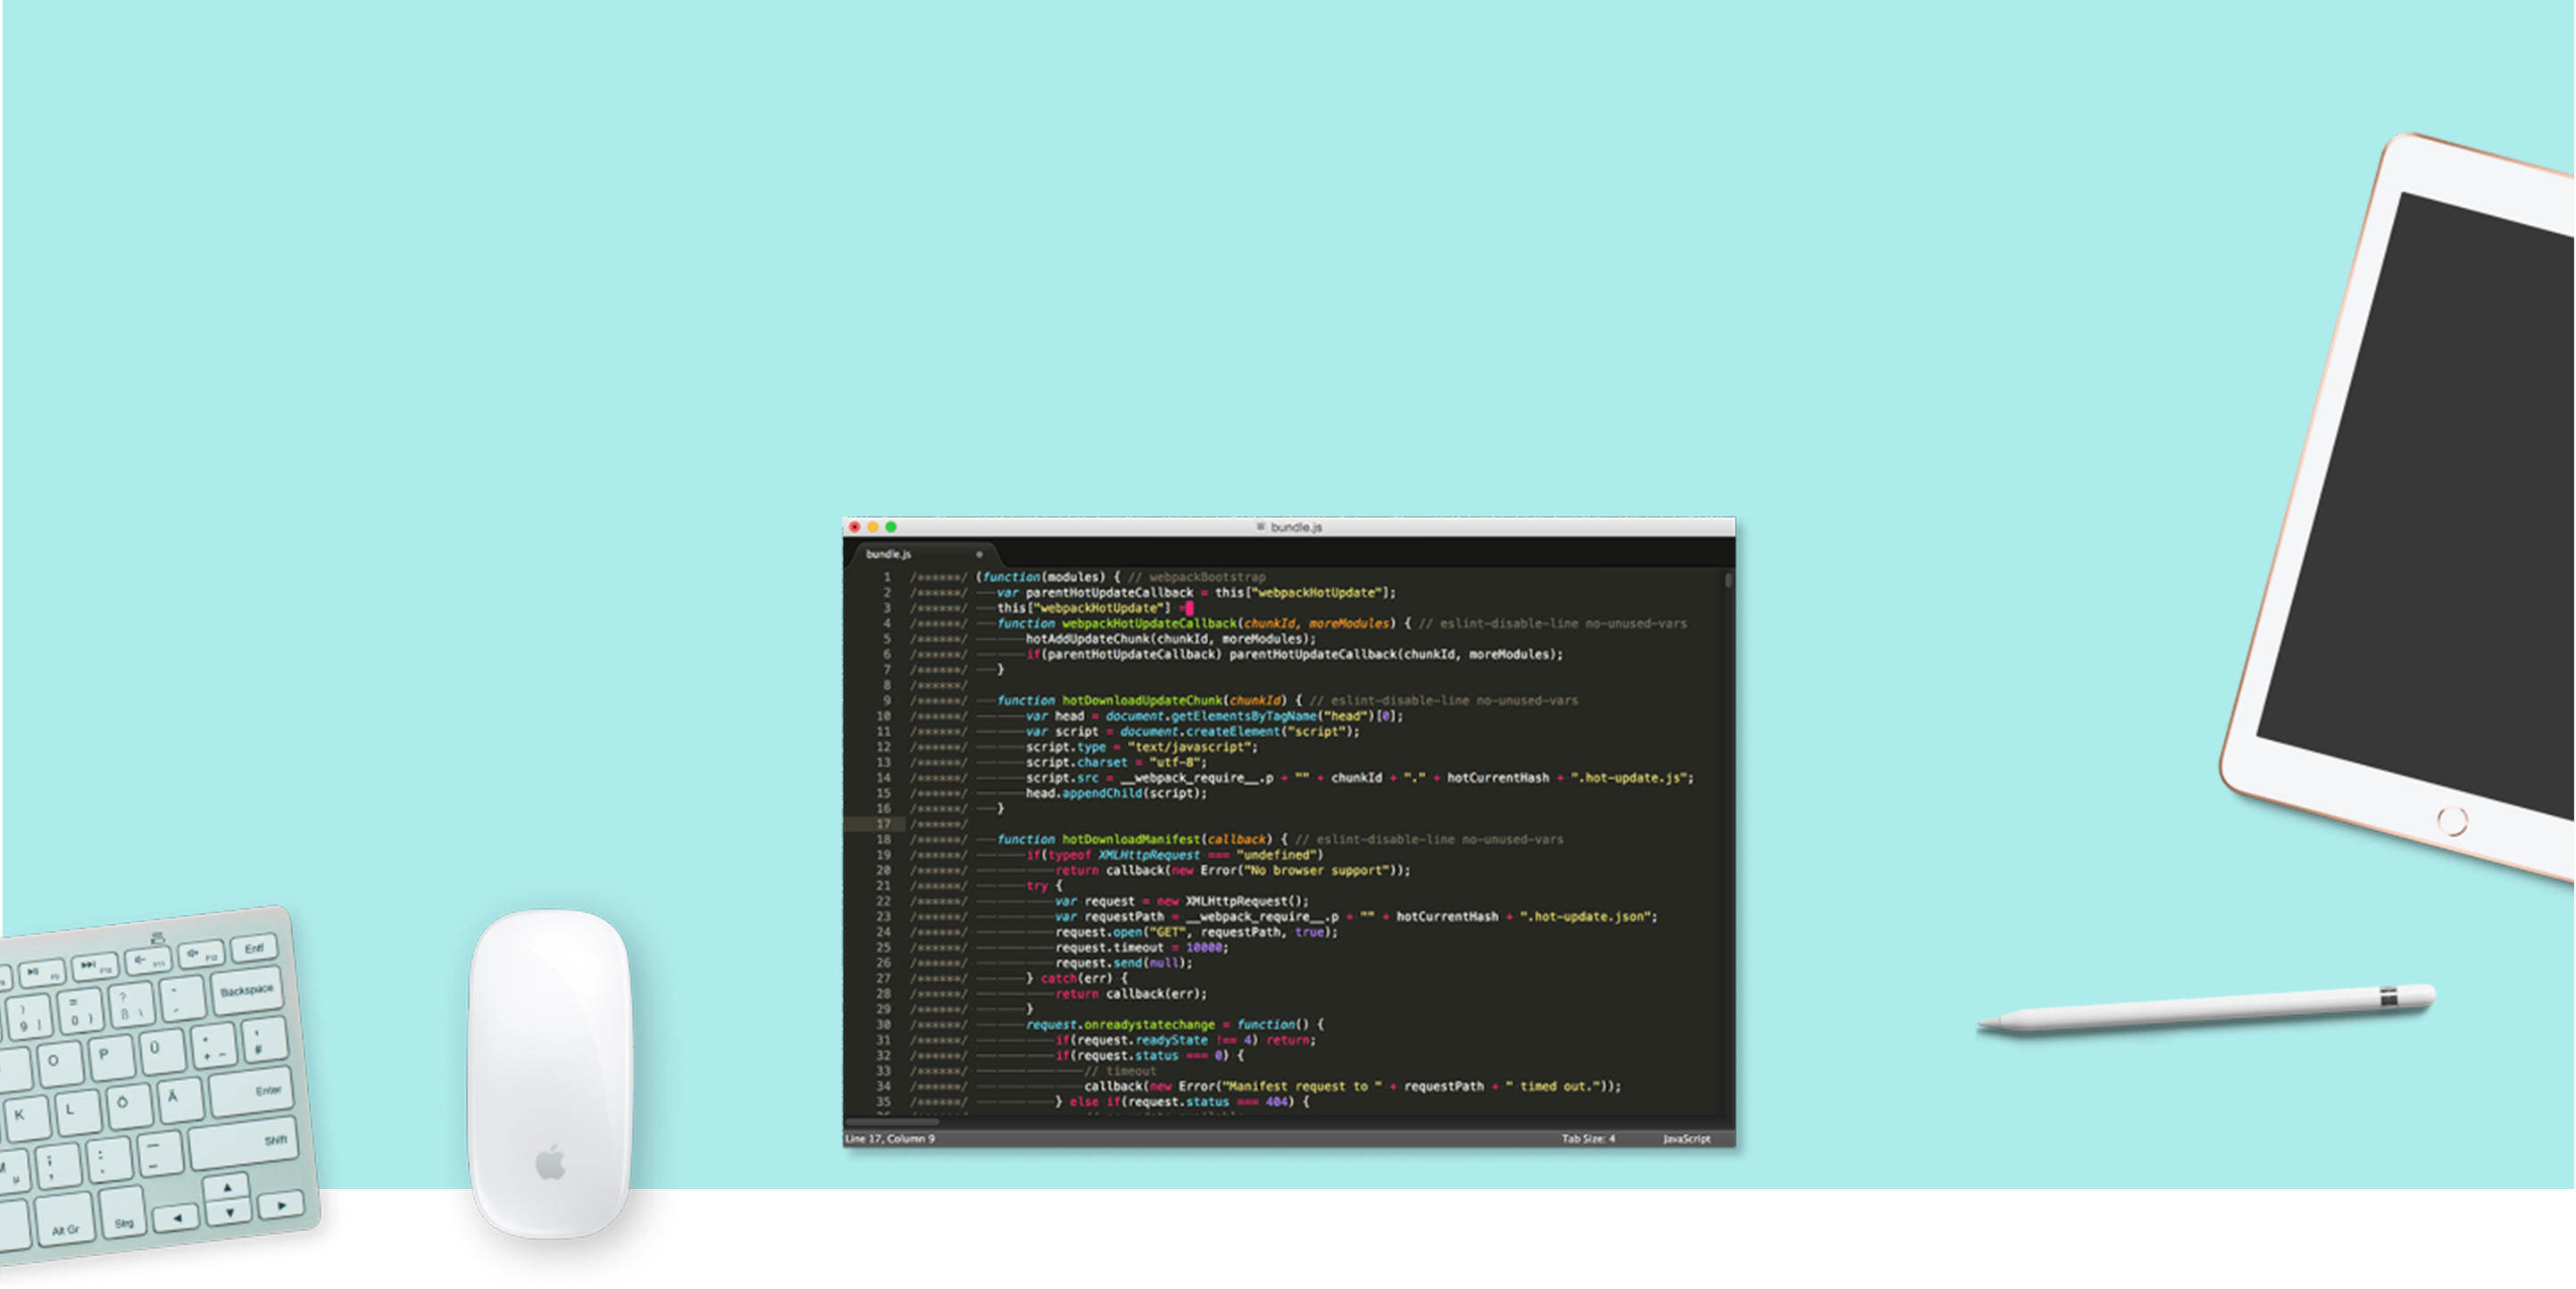 bundle.js
bundle.js
1 /******/ (function(modules) { // webpackBootstrap
2 /******/ var parentHotUpdateCallback = this["webpackHotUpdate"];
3 /******/ this["webpackHotUpdate"] =
4 /******/ function webpackHotUpdateCallback(chunkId, moreModules) { // eslint-disable-line no-unused-vars
5 /******/ hotAddUpdateChunk(chunkId, moreModules);
6 /******/ if(parentHotUpdateCallback) parentHotUpdateCallback(chunkId, moreModules);
7 /******/ }
8 /******/
9 /******/ function hotDownloadUpdateChunk(chunkId) { // eslint-disable-line no-unused-vars
10 /******/ var head = document.getElementsByTagName("head")[0];
11 /******/ var script = document.createElement("script");
12 /******/ script.type = "text/javascript";
13 /******/ script.charset = "utf-8";
14 /******/ script.src = __webpack_require__.p + "" + chunkId + "." + hotCurrentHash + ".hot-update.js";
15 /******/ head.appendChild(script);
16 /******/ }
17 /******/
18 /******/ function hotDownloadManifest(callback) { // eslint-disable-line no-unused-vars
19 /******/ if(typeof XMLHttpRequest === "undefined")
20 /******/ return callback(new Error("No browser support"));
21 /******/ try {
22 /******/ var request = new XMLHttpRequest();
23 /******/ var requestPath = __webpack_require__.p + "" + hotCurrentHash + ".hot-update.json";
24 /******/ request.open("GET", requestPath, true);
25 /******/ request.timeout = 10000;
26 /******/ request.send(null);
27 /******/ } catch(err) {
28 /******/ return callback(err);
29 /******/ }
30 /******/ request.onreadystatechange = function() {
31 /******/ if(request.readyState !== 4) return;
32 /******/ if(request.status === 0) {
33 /******/ // timeout
34 /******/ callback(new Error("Manifest request to " + requestPath + " timed out."));
35 /******/ } else if(request.status === 404) {
Line 17, Column 9 Tab Size: 4 JavaScript
Entf
Backspace
9 0 ß
O P Ü + #
Enter
K L Ö Ä
Shift
M µ ; : . _
Alt Gr Strg